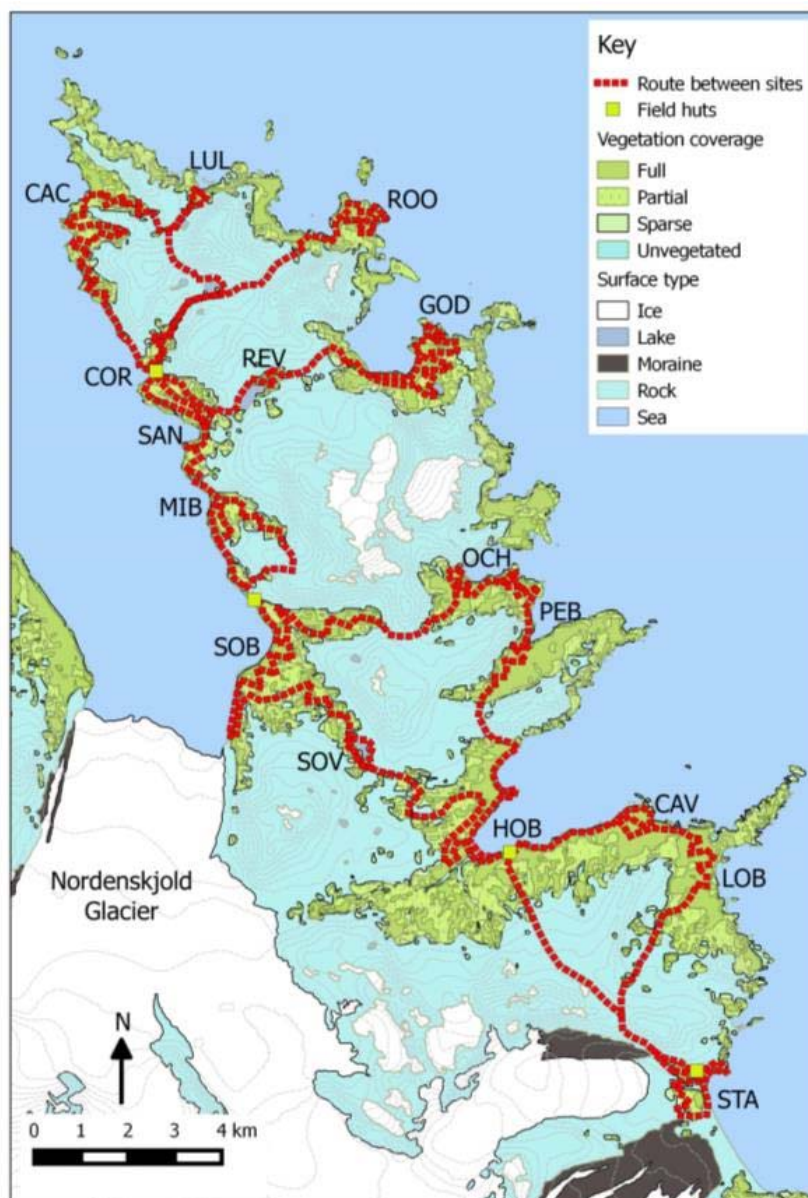 Key
Route between sites
Field huts
Vegetation coverage
Full
Partial
Sparse
Unvegetated
Surface type
Ice
Lake
Moraine
Rock
Sea
LUL
CAC
ROO
GOD
REV
COR
SAN
MIB
OCH
PEB
SOB
SOV
CAV
HOB
LOB
Nordenskjold
Glacier
N
STA
0 1 2 3 4 km